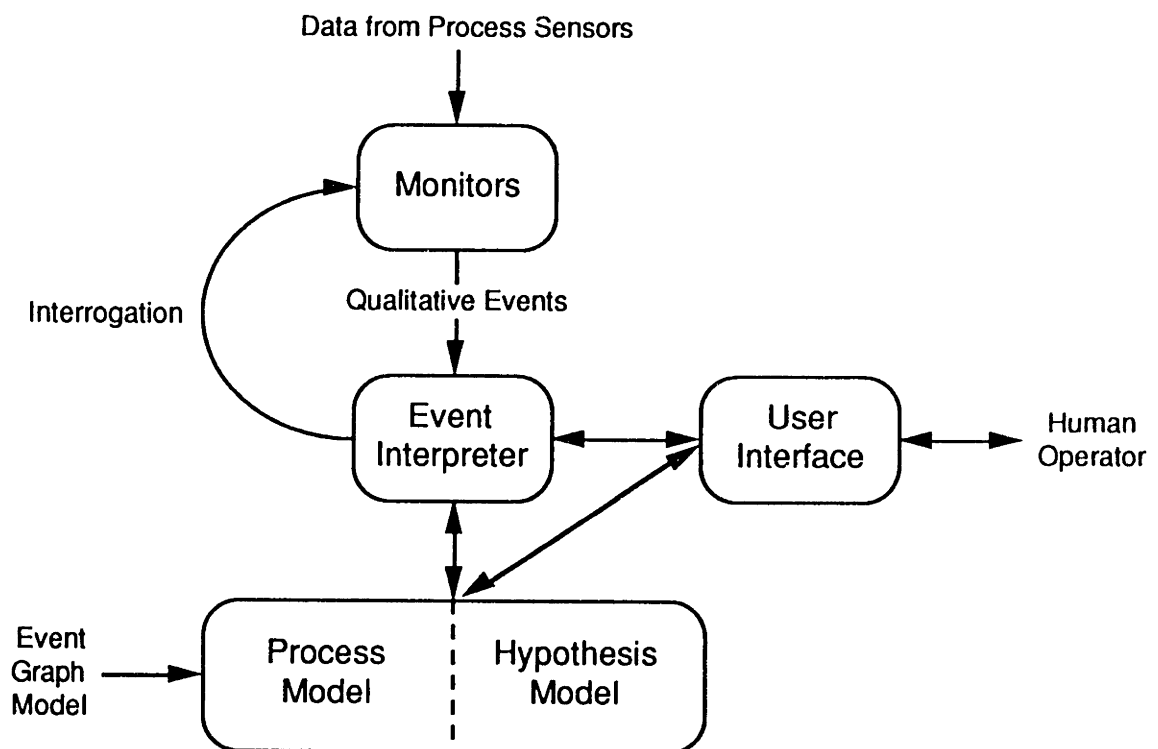 Data from Process Sensors
Monitors
Interrogation
Qualitative Events
Event
Interpreter
User
Interface
Human
Operator
Event
Graph
Model
Process
Model
Hypothesis
Model